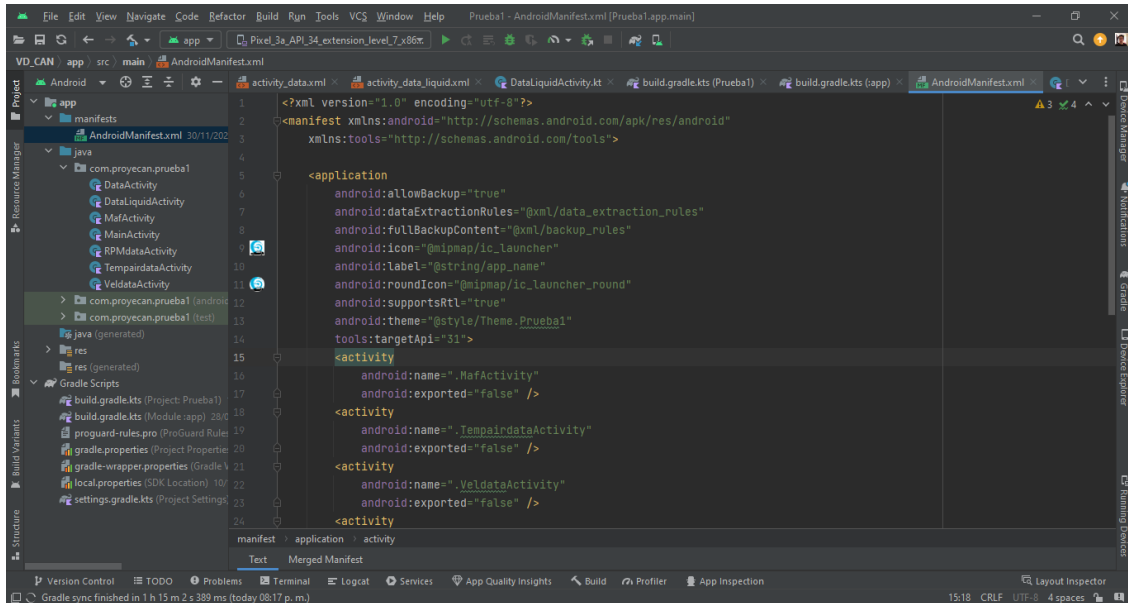 File Edit View Navigate Code Refactor Build Run Tools VCS Window Help Prueba1 - AndroidManifest.xml [Prueba1.app.main]
app Pixel_3a_API_34_extension_level_7_x86
VD_CAN app src main AndroidManifest.xml
Android activity_data.xml activity_data_liquid.xml DataLiquidActivity.kt build.gradle.kts (Prueba1) build.gradle.kts (:app) AndroidManifest.xml
Project
Resource Manager
Bookmarks
Build Variants
Structure
app
manifests
AndroidManifest.xml 30/11/202
java
com.proyecan.prueba1
DataActivity
DataLiquidActivity
MafActivity
MainActivity
RPMdataActivity
TempairdataActivity
VeldataActivity
com.proyecan.prueba1 (android
com.proyecan.prueba1 (test)
java (generated)
res
res (generated)
Gradle Scripts
build.gradle.kts (Project: Prueba1)
build.gradle.kts (Module :app) 28/
proguard-rules.pro (ProGuard Rules
gradle.properties (Project Properties
gradle-wrapper.properties (Gradle
local.properties (SDK Location) 10/
settings.gradle.kts (Project Settings
1 <?xml version="1.0" encoding="utf-8"?>
2 <manifest xmlns:android="http://schemas.android.com/apk/res/android"
3 xmlns:tools="http://schemas.android.com/tools">
4
5 <application
6 android:allowBackup="true"
7 android:dataExtractionRules="@xml/data_extraction_rules"
8 android:fullBackupContent="@xml/backup_rules"
9 android:icon="@mipmap/ic_launcher"
10 android:label="@string/app_name"
11 android:roundIcon="@mipmap/ic_launcher_round"
12 android:supportsRtl="true"
13 android:theme="@style/Theme.Prueba1"
14 tools:targetApi="31">
15 <activity
16 android:name=".MafActivity"
17 android:exported="false" />
18 <activity
19 android:name=".TempairdataActivity"
20 android:exported="false" />
21 <activity
22 android:name=".VeldataActivity"
23 android:exported="false" />
24 <activity
3 4
Device Manager
Notifications
Gradle
Device Explorer
Running Devices
manifest application activity
Text Merged Manifest
Version Control TODO Problems Terminal Logcat Services App Quality Insights Build Profiler App Inspection Layout Inspector
Gradle sync finished in 1 h 15 m 2 s 389 ms (today 08:17 p. m.) 15:18 CRLF UTF-8 4 spaces